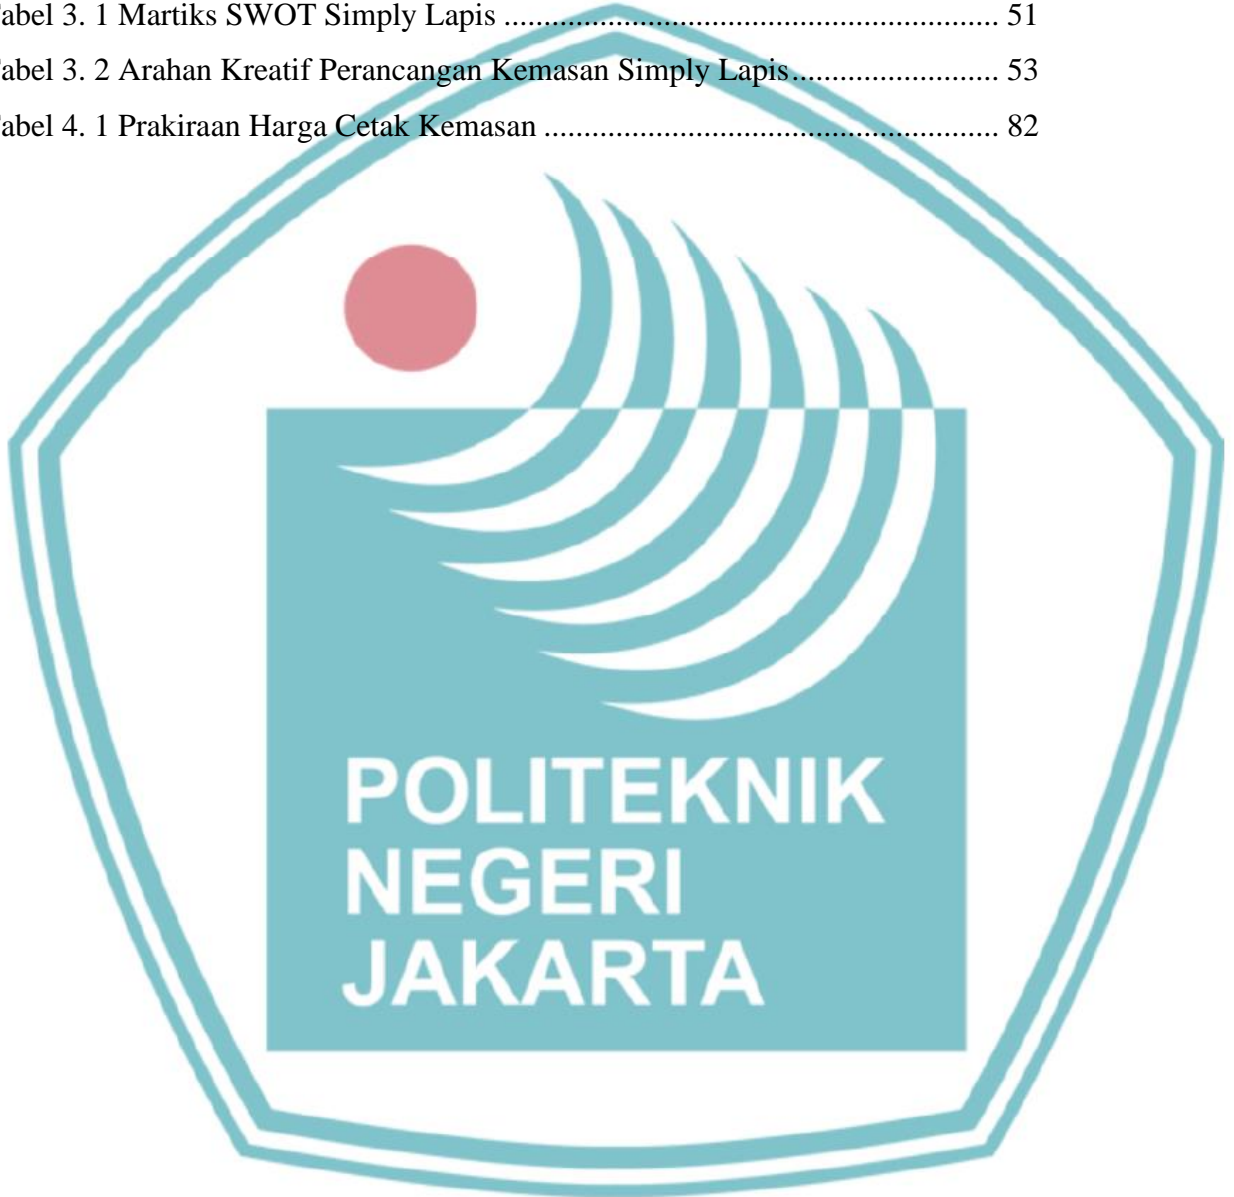 abel 3. 1 Martiks SWOT Simply Lapis .............................................................. 51
abel 3. 2 Arahan Kreatif Perancangan Kemasan Simply Lapis.......................... 53
abel 4. 1 Prakiraan Harga Cetak Kemasan ......................................................... 82
POLITEKNIK
NEGERI
JAKARTA